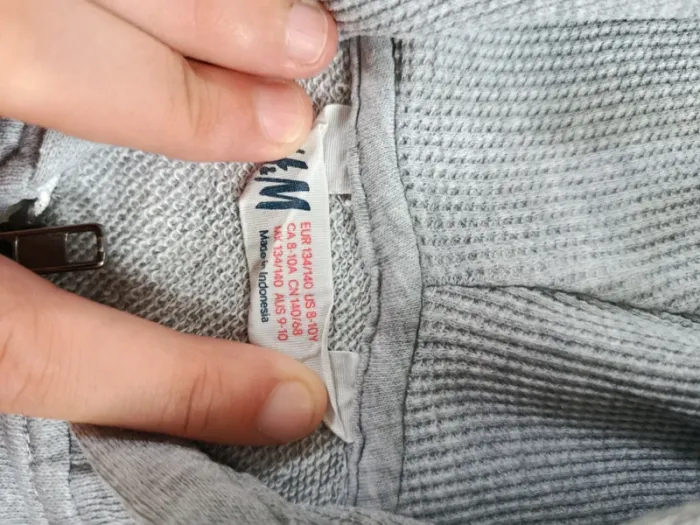 &M
EUR 134/140 US 8-10Y
CA 8-10A CN 140/68
MX 134/140 AUS 9-10
Made in Indonesia